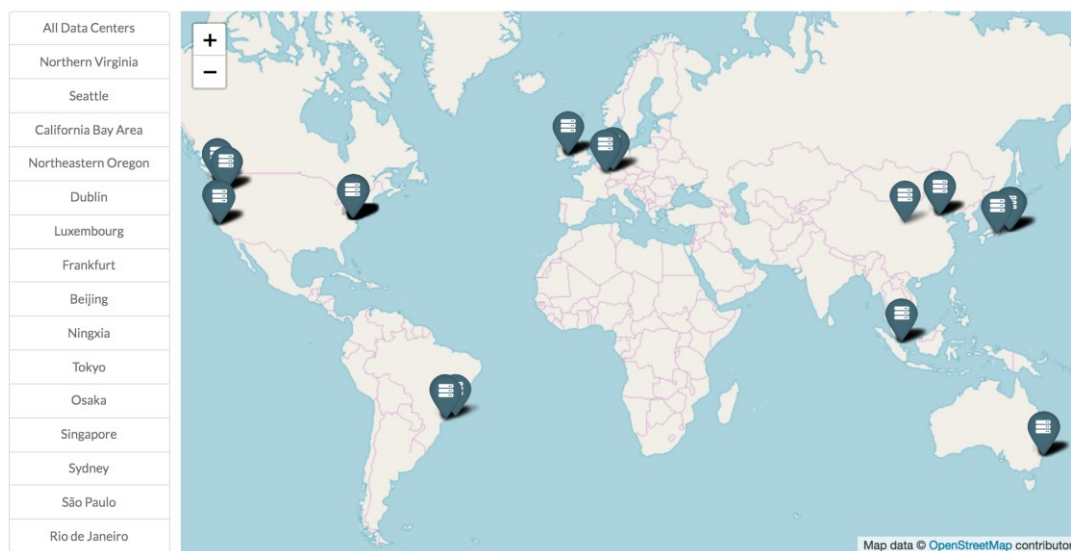 All Data Centers
Northern Virginia
Seattle
California Bay Area
Northeastern Oregon
Dublin
Luxembourg
Frankfurt
Beijing
Ningxia
Tokyo
Osaka
Singapore
Sydney
São Paulo
Rio de Janeiro
+
−
Map data © OpenStreetMap contributor